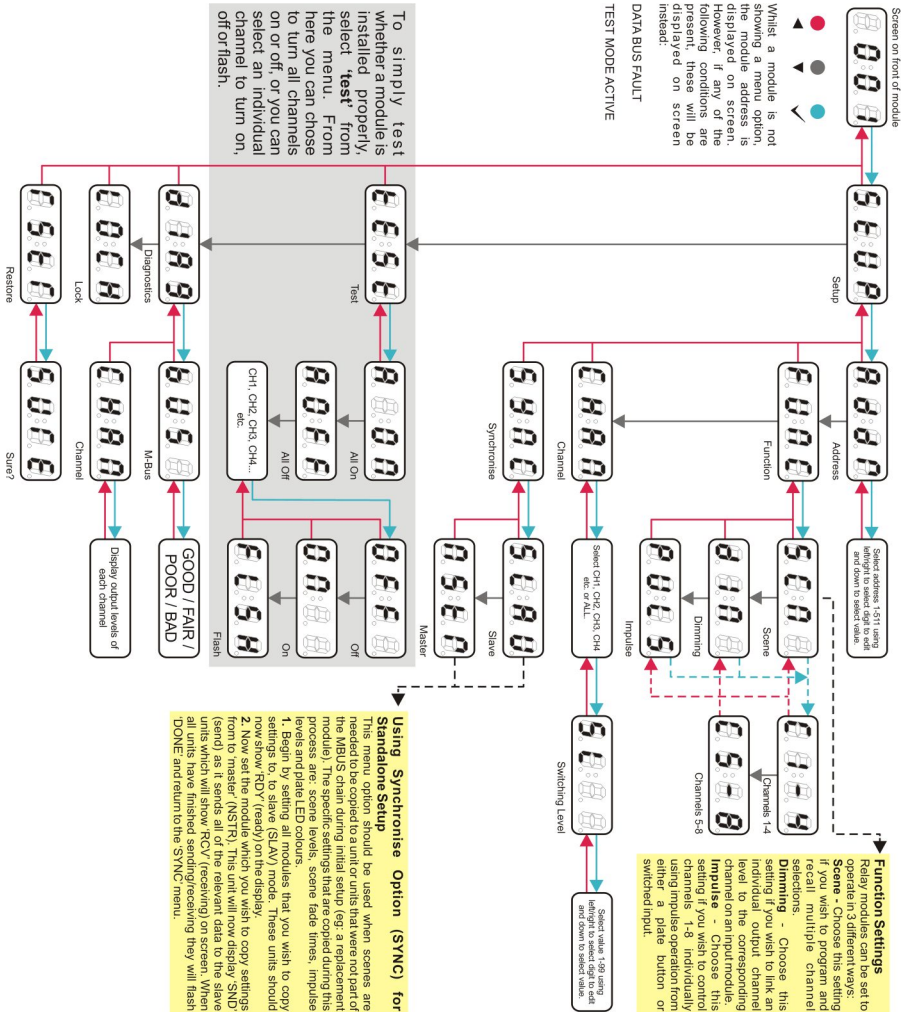 Screen on front of module
001
Setup
Address
Select address 1-511 using
left/right to select digit to edit
and down to select value.
Whilst a module is not
showing a menu option,
the module address is
displayed on screen.
However, if any of the
following conditions are
present, these will be
displayed on screen
instead:
DATA BUS FAULT
TEST MODE ACTIVE
Function
Scene
Dimming
Impulse
Channels 1-4
Channels 5-8
1-4
5-8
Function Settings
Relay modules can be set to
operate in 3 different ways:
Scene - Choose this setting
if you wish to program and
recall multiple channel
selections.
Dimming - Choose this
setting if you wish to link an
individual output channel
level to the corresponding
channel on an input module.
Impulse - Choose this
setting if you wish to control
channels 1-8 individually
using impulse operation from
either a plate button or
switched input.
Channel
Select CH1, CH2, CH3, CH4
etc. or ALL.
Switching Level
Select value 1-99 using
left/right to select digit to edit
and down to select value.
Synchronise
Slave
Master
Using Synchronise Option (SYNC) for
Standalone Setup
This menu option should be used when scenes are
needed to be copied to a unit or units that were not part of
the MBUS chain during initial setup (eg: a replacement
module). The specific settings that are copied during this
process are: scene levels, scene fade times, impulse
levels and plate LED colours.
1. Begin by setting all modules that you wish to copy
settings to, to slave (SLAV) mode. These units should
now show 'RDY' (ready) on the display.
2. Now set the module which you wish to copy settings
from to 'master' (NSTR). This unit will now display 'SND'
(send) as it sends all of the relevant data to the slave
units which will show 'RCV' (receiving) on screen. When
all units have finished sending/receiving they will flash
'DONE' and return to the 'SYNC' menu.
To simply test
whether a module is
installed properly,
select 'test' from
the menu. From
here you can chose
to turn all channels
on or off, or you can
select an individual
channel to turn on,
off or flash.
Test
All On
All Off
CH1, CH2, CH3, CH4...
etc.
Off
On
Flash
Diagnostics
M-Bus
GOOD / FAIR /
POOR / BAD
Lock
Channel
Display output levels of
each channel
Restore
Sure?